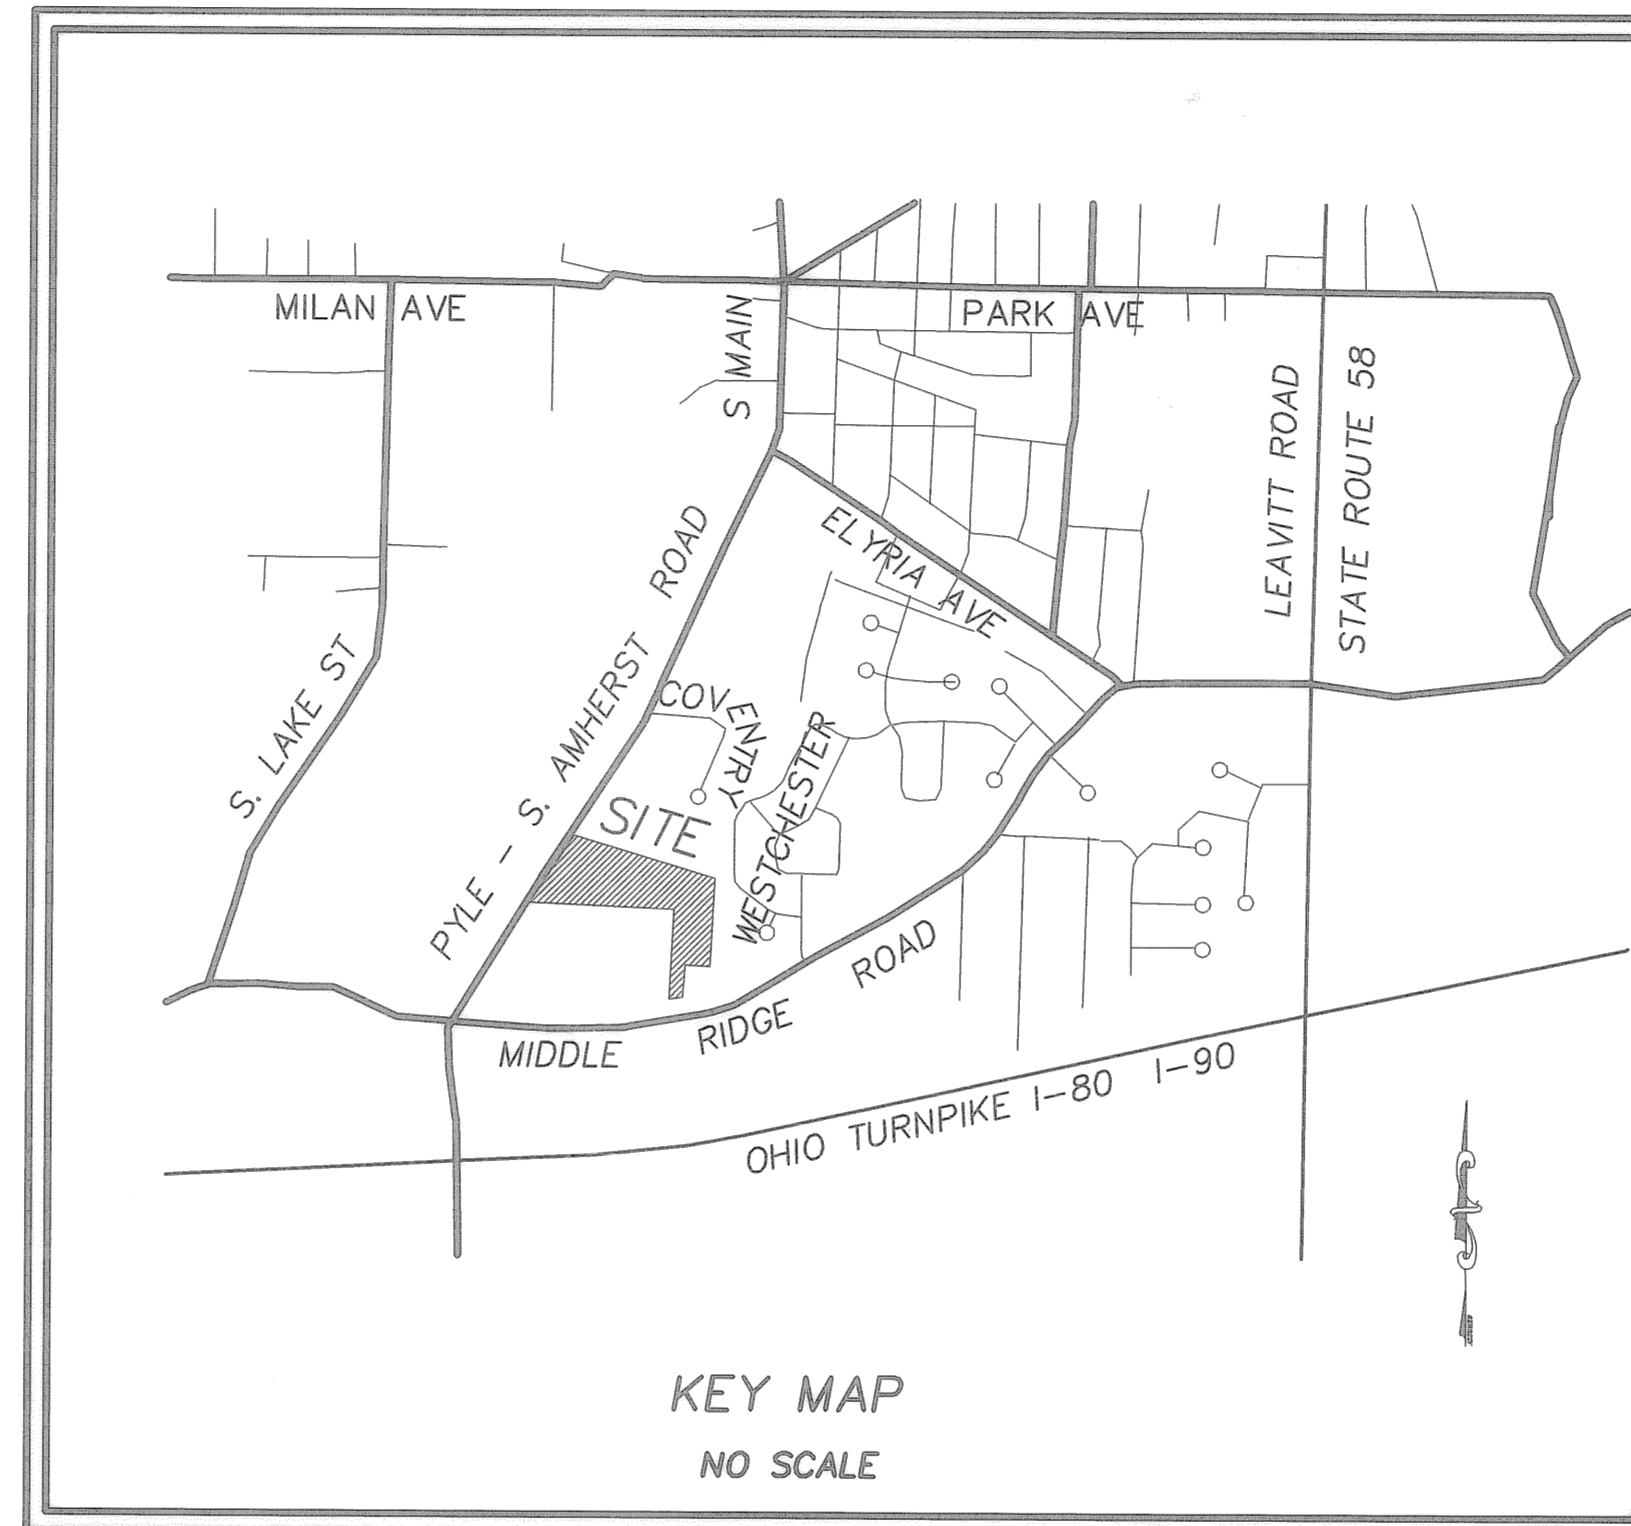 MILAN AVE
S MAIN
PARK AVE
LEAVITT ROAD
STATE ROUTE 58
ELYRIA AVE
S. LAKE ST
PYLE - S. AMHERST ROAD
COVENTRY
WESTCHESTER
SITE
MIDDLE RIDGE ROAD
OHIO TURNPIKE I-80 I-90
KEY MAP
NO SCALE